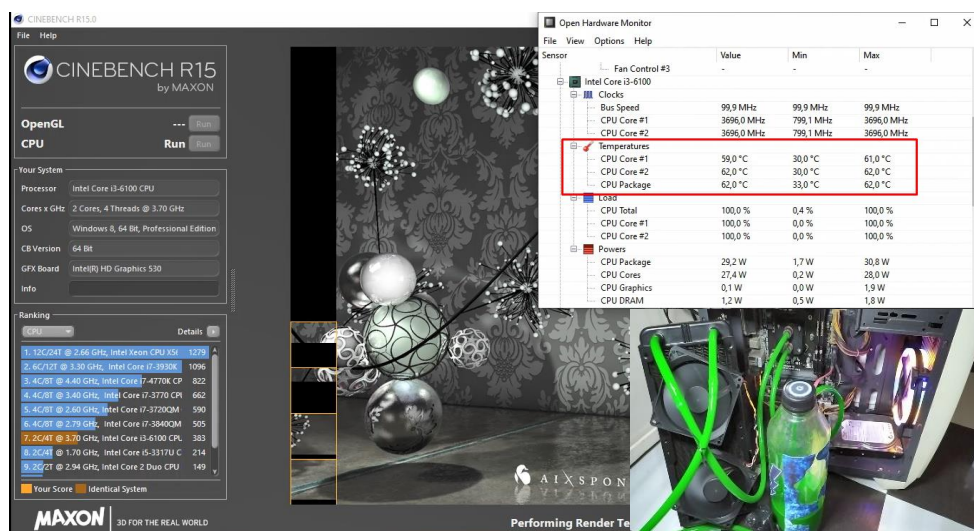 CINEBENCH R15.0
File Help
CINEBENCH R15
by MAXON
OpenGL --- Run
CPU Run Run
Your System
Processor Intel Core i3-6100 CPU
Cores x GHz 2 Cores, 4 Threads @ 3.70 GHz
OS Windows 8, 64 Bit, Professional Edition
CB Version 64 Bit
GFX Board Intel(R) HD Graphics 530
Info
Ranking
CPU Details
1. 12C/24T @ 2.66 GHz, Intel Xeon CPU X5( 1279
2. 6C/12T @ 3.30 GHz, Intel Core i7-3930K 1096
3. 4C/8T @ 4.40 GHz, Intel Core i7-4770K CP 822
4. 4C/8T @ 3.40 GHz, Intel Core i7-3770 CPI 662
5. 4C/8T @ 2.60 GHz, Intel Core i7-3720QM 590
6. 4C/8T @ 2.79 GHz, Intel Core i7-3840QM 505
7. 2C/4T @ 3.70 GHz, Intel Core i3-6100 CPL 383
8. 2C/4T @ 1.70 GHz, Intel Core i5-3317U C 214
9. 2C/2T @ 2.94 GHz, Intel Core 2 Duo CPU 149
Your Score Identical System
MAXON 3D FOR THE REAL WORLD
AIXSPON
Performing Render Te
Open Hardware Monitor
File View Options Help
Sensor Value Min Max
Fan Control #3 - - -
Intel Core i3-6100
Clocks
Bus Speed 99,9 MHz 99,9 MHz 99,9 MHz
CPU Core #1 3696,0 MHz 799,1 MHz 3696,0 MHz
CPU Core #2 3696,0 MHz 799,1 MHz 3696,0 MHz
Temperatures
CPU Core #1 59,0 °C 30,0 °C 61,0 °C
CPU Core #2 62,0 °C 30,0 °C 62,0 °C
CPU Package 62,0 °C 33,0 °C 62,0 °C
Load
CPU Total 100,0 % 0,4 % 100,0 %
CPU Core #1 100,0 % 0,0 % 100,0 %
CPU Core #2 100,0 % 0,0 % 100,0 %
Powers
CPU Package 29,2 W 1,7 W 30,8 W
CPU Cores 27,4 W 0,2 W 28,0 W
CPU Graphics 0,1 W 0,0 W 1,9 W
CPU DRAM 1,2 W 0,5 W 1,8 W